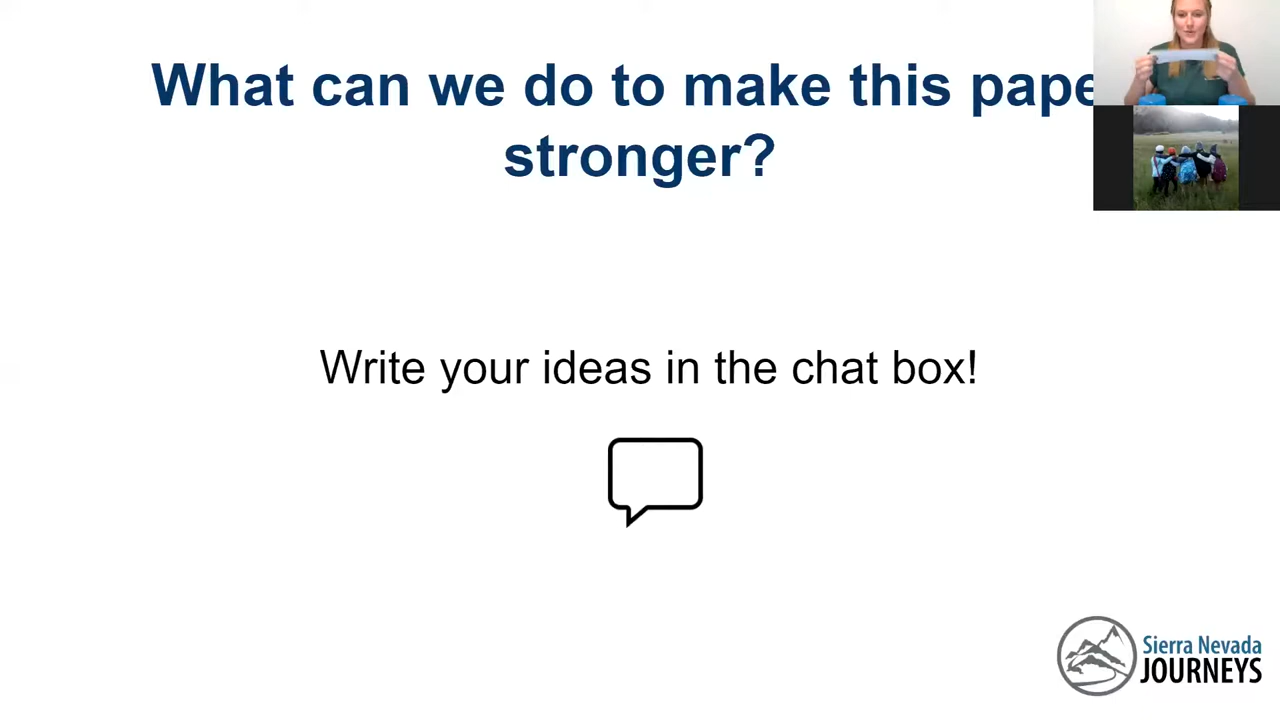 What can we do to make this pape
stronger?
Write your ideas in the chat box!
Sierra Nevada
JOURNEYS